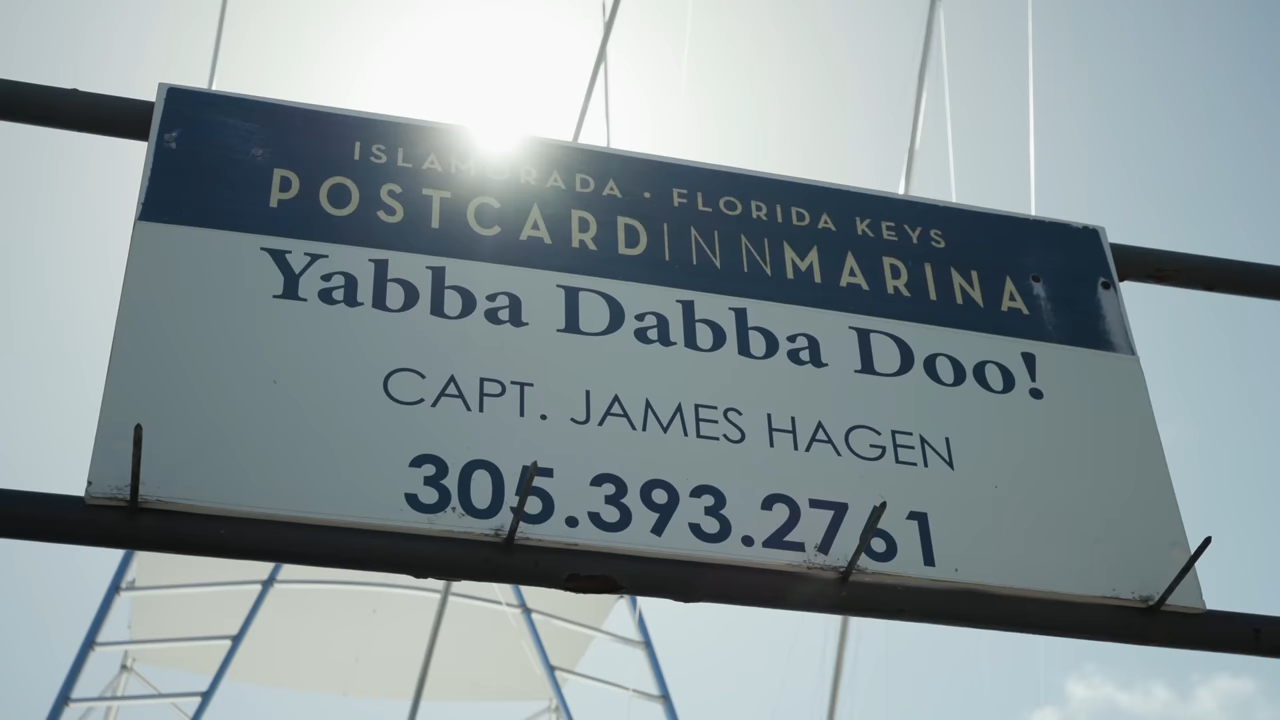 ISLAMORADA · FLORIDA KEYS
POSTCARDINNMARINA
Yabba Dabba Doo!
CAPT. JAMES HAGEN
305.393.2761